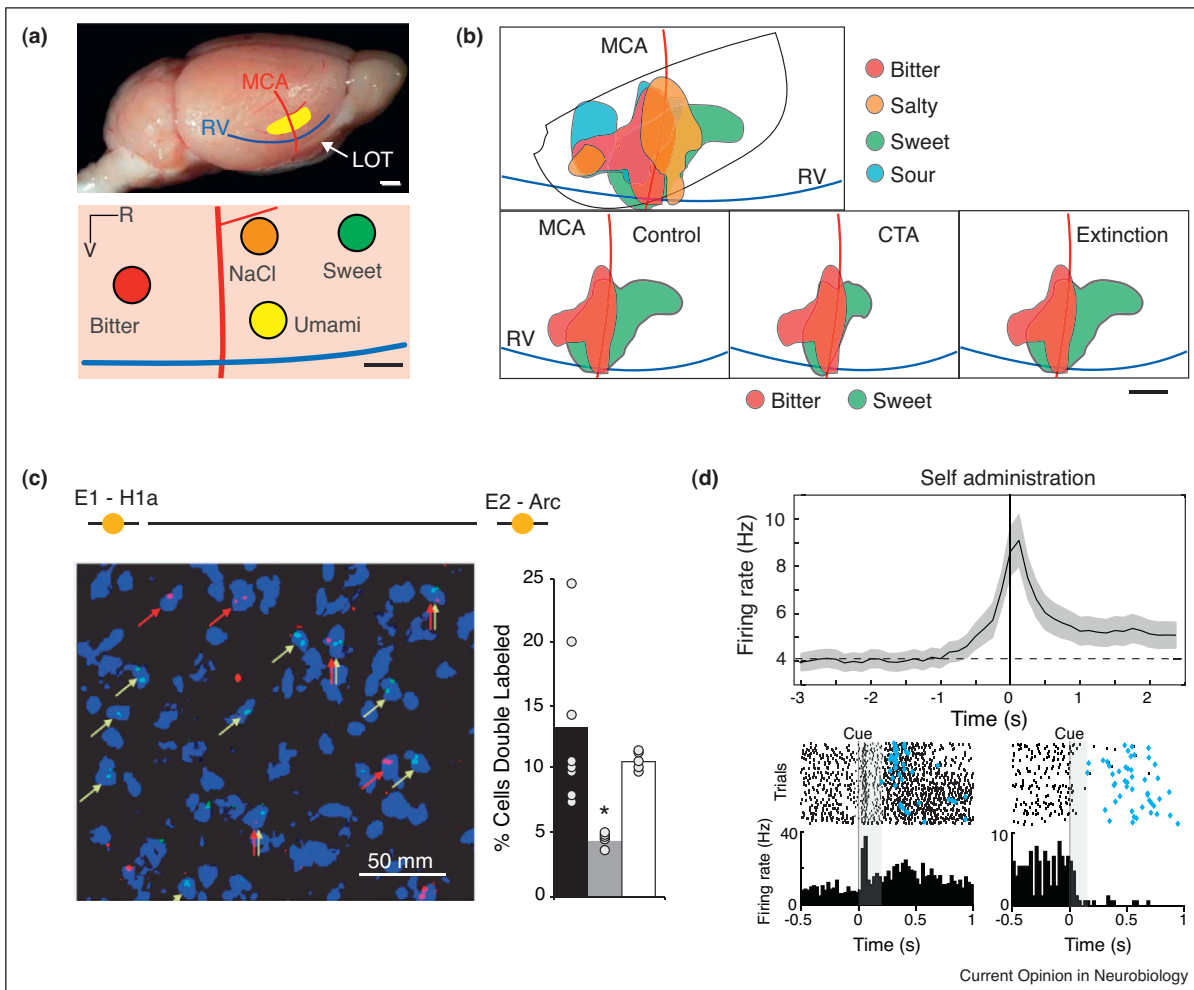 (a)
MCA
RV
LOT
R
V
NaCl
Sweet
Bitter
Umami
(b)
MCA
Bitter
Salty
Sweet
Sour
RV
MCA
Control
CTA
Extinction
RV
Bitter
Sweet
(c)
E1 - H1a
E2 - Arc
50 mm
% Cells Double Labeled
25
20
15
10
5
0
*
(d)
Self administration
Firing rate (Hz)
10
8
6
4
-3
-2
-1
0
1
2
Time (s)
Cue
Cue
Trials
Firing rate (Hz)
40
0
10
0
-0.5
0
0.5
1
-0.5
0
0.5
1
Time (s)
Time (s)
Current Opinion in Neurobiology